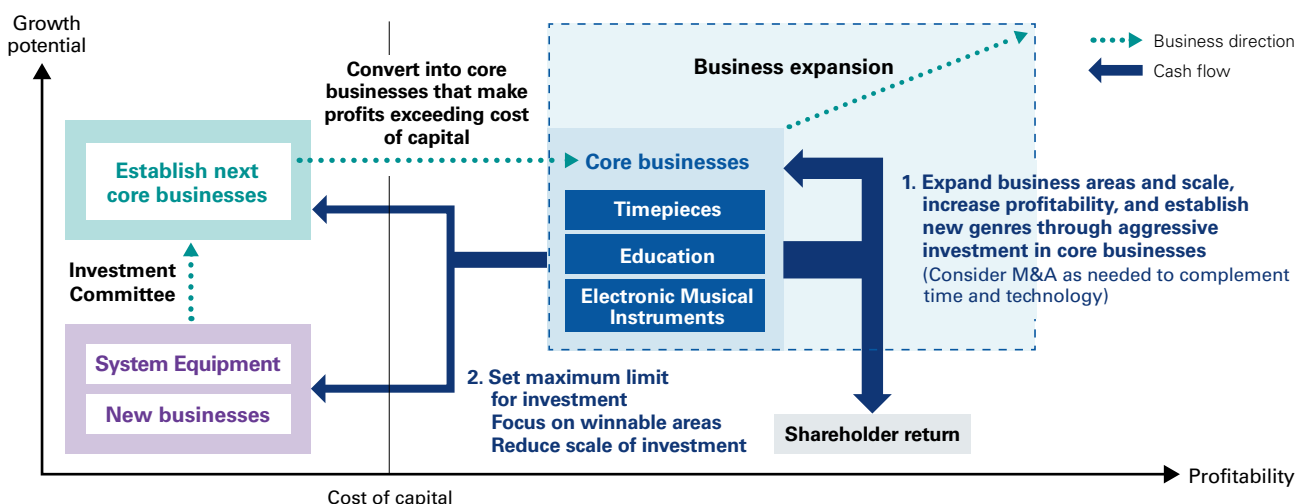 Growth
potential
Business direction
Cash flow
Business expansion
Convert into core
businesses that make
profits exceeding cost
of capital
Establish next
core businesses
Core businesses
Timepieces
Education
Electronic Musical
Instruments
1. Expand business areas and scale,
increase profitability, and establish
new genres through aggressive
investment in core businesses
(Consider M&A as needed to complement
time and technology)
Investment
Committee
System Equipment
New businesses
2. Set maximum limit
for investment
Focus on winnable areas
Reduce scale of investment
Shareholder return
Profitability
Cost of capital